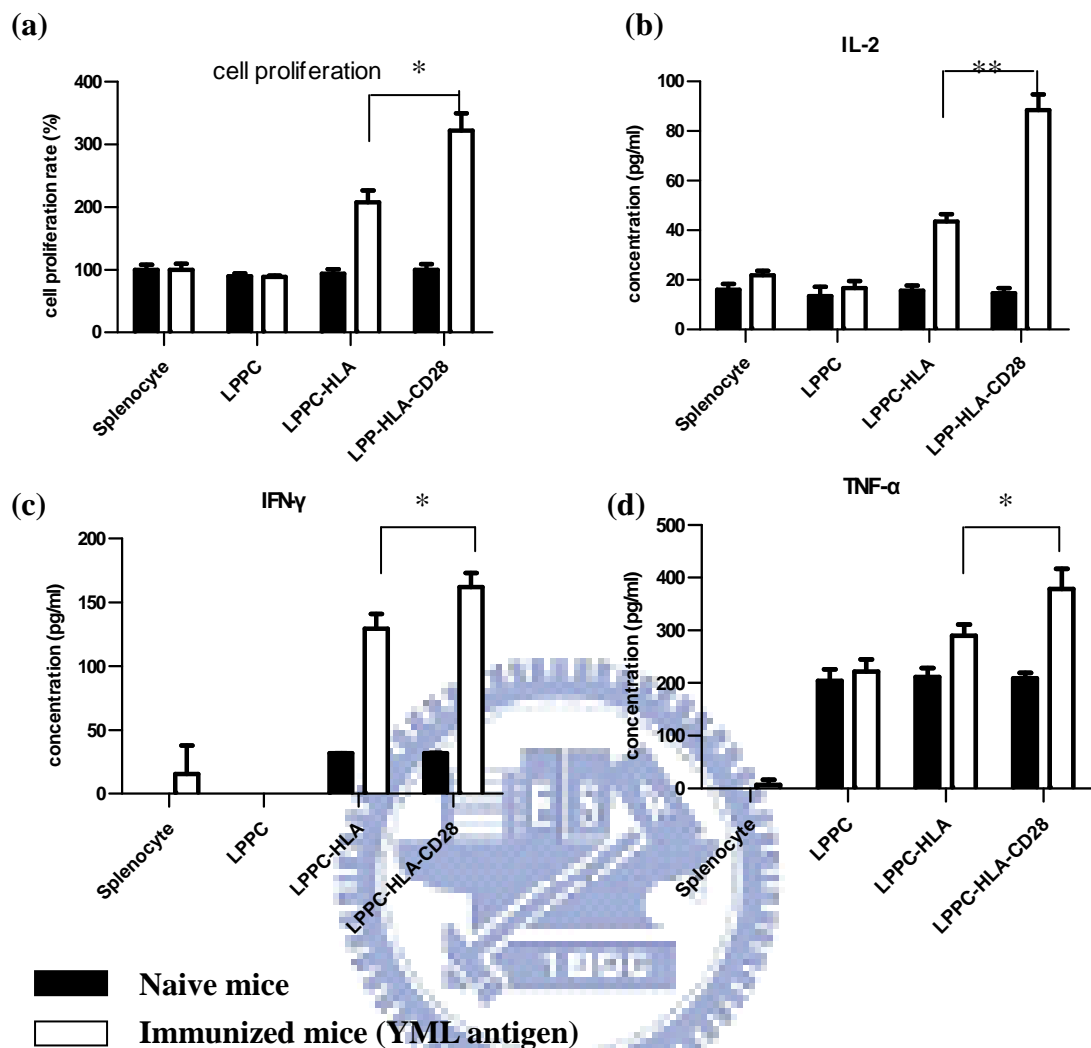 (a)
cell proliferation
*
cell proliferation rate (%)
400
300
200
100
0
Splenocyte
LPPC
LPPC-HLA
LPP-HLA-CD28
(b)
IL-2
**
concentration (pg/ml)
100
80
60
40
20
0
Splenocyte
LPPC
LPPC-HLA
LPP-HLA-CD28
(c)
IFN-γ
*
concentration (pg/ml)
200
150
100
50
0
Splenocyte
LPPC
LPPC-HLA
LPPC-HLA-CD28
(d)
TNF-α
*
concentration (pg/ml)
500
400
300
200
100
0
Splenocyte
LPPC
LPPC-HLA
LPPC-HLA-CD28
E S
1896
Naive mice
Immunized mice (YML antigen)